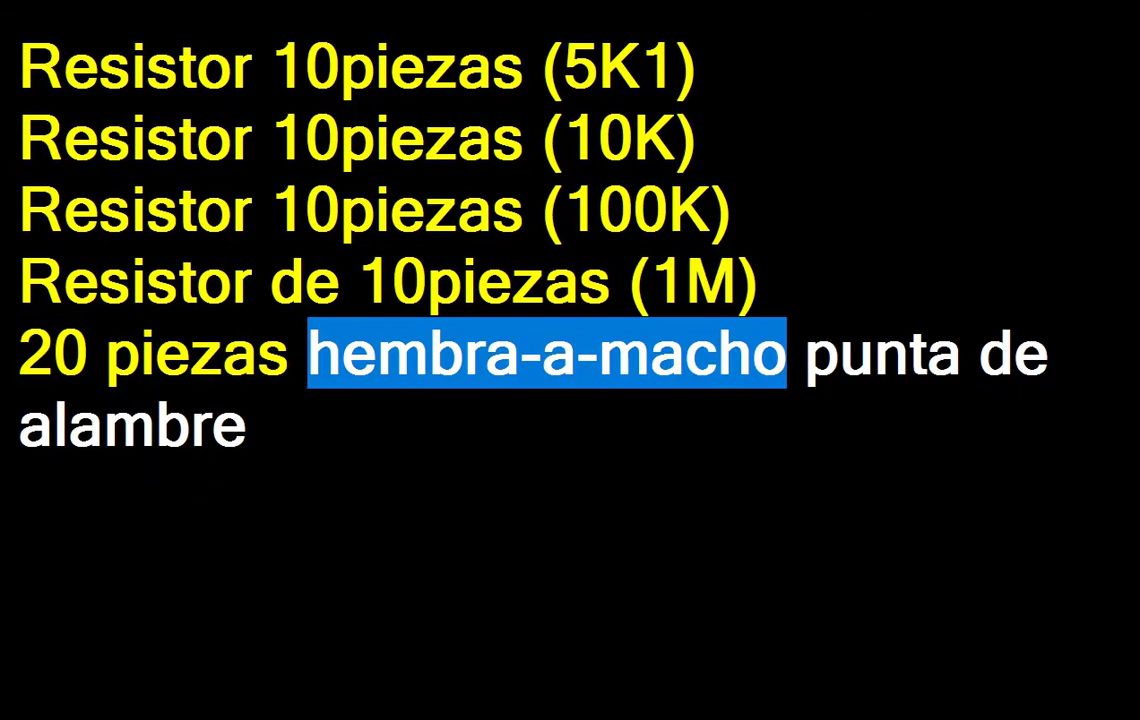 Resistor 10piezas (5K1)
Resistor 10piezas (10K)
Resistor 10piezas (100K)
Resistor de 10piezas (1M)
20 piezas hembra-a-macho punta de
alambre